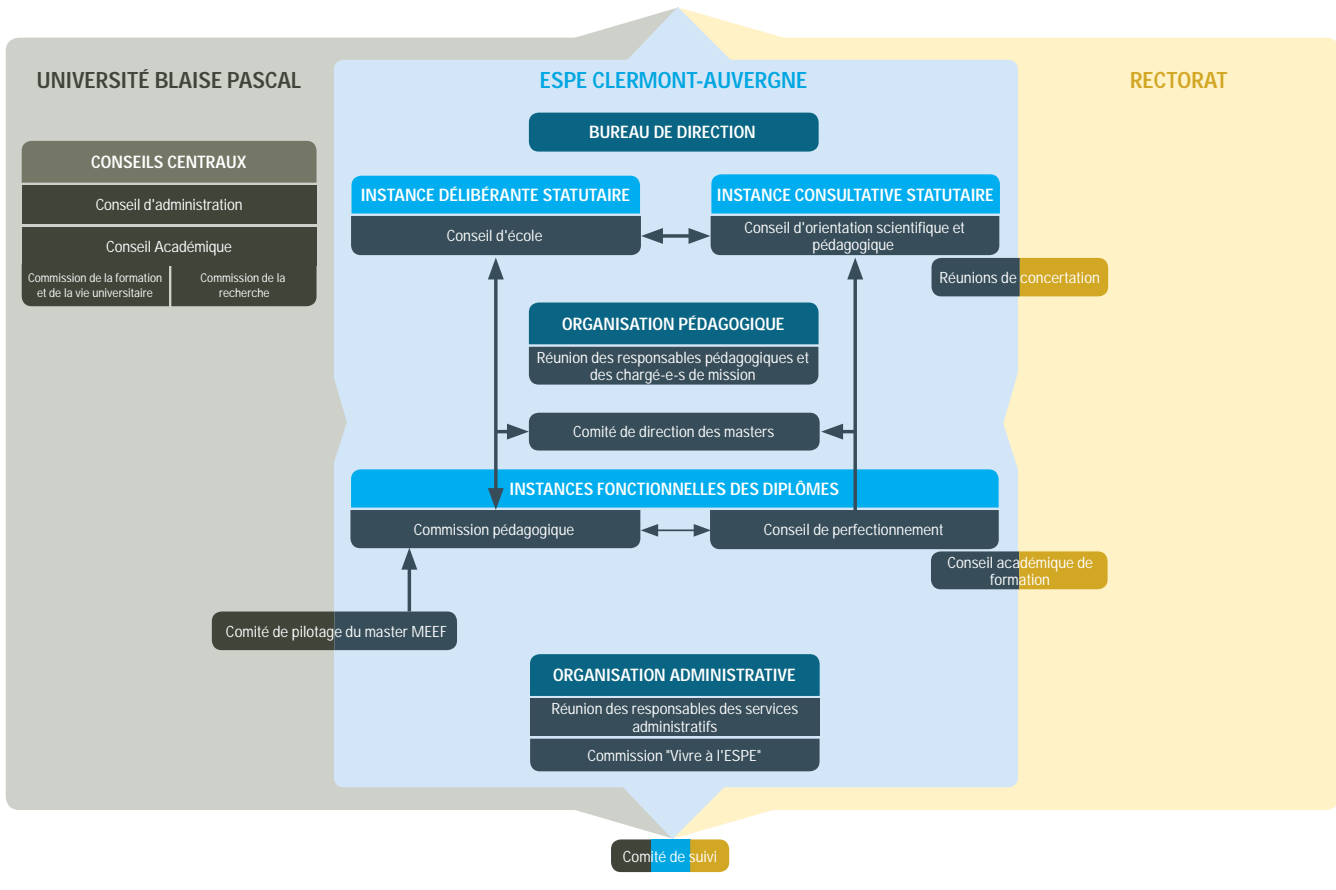 UNIVERSITÉ BLAISE PASCAL
ESPE CLERMONT-AUVERGNE
RECTORAT
BUREAU DE DIRECTION
CONSEILS CENTRAUX
Conseil d'administration
Conseil Académique
Commission de la formation
et de la vie universitaire
Commission de la
recherche
INSTANCE DÉLIBÉRANTE STATUTAIRE
Conseil d'école
INSTANCE CONSULTATIVE STATUTAIRE
Conseil d'orientation scientifique et
pédagogique
Réunions de concertation
ORGANISATION PÉDAGOGIQUE
Réunion des responsables pédagogiques et
des chargé-e-s de mission
Comité de direction des masters
INSTANCES FONCTIONNELLES DES DIPLÔMES
Commission pédagogique
Conseil de perfectionnement
Conseil académique de
formation
Comité de pilotage du master MEEF
ORGANISATION ADMINISTRATIVE
Réunion des responsables des services
administratifs
Commission "Vivre à l'ESPE"
Comité de suivi